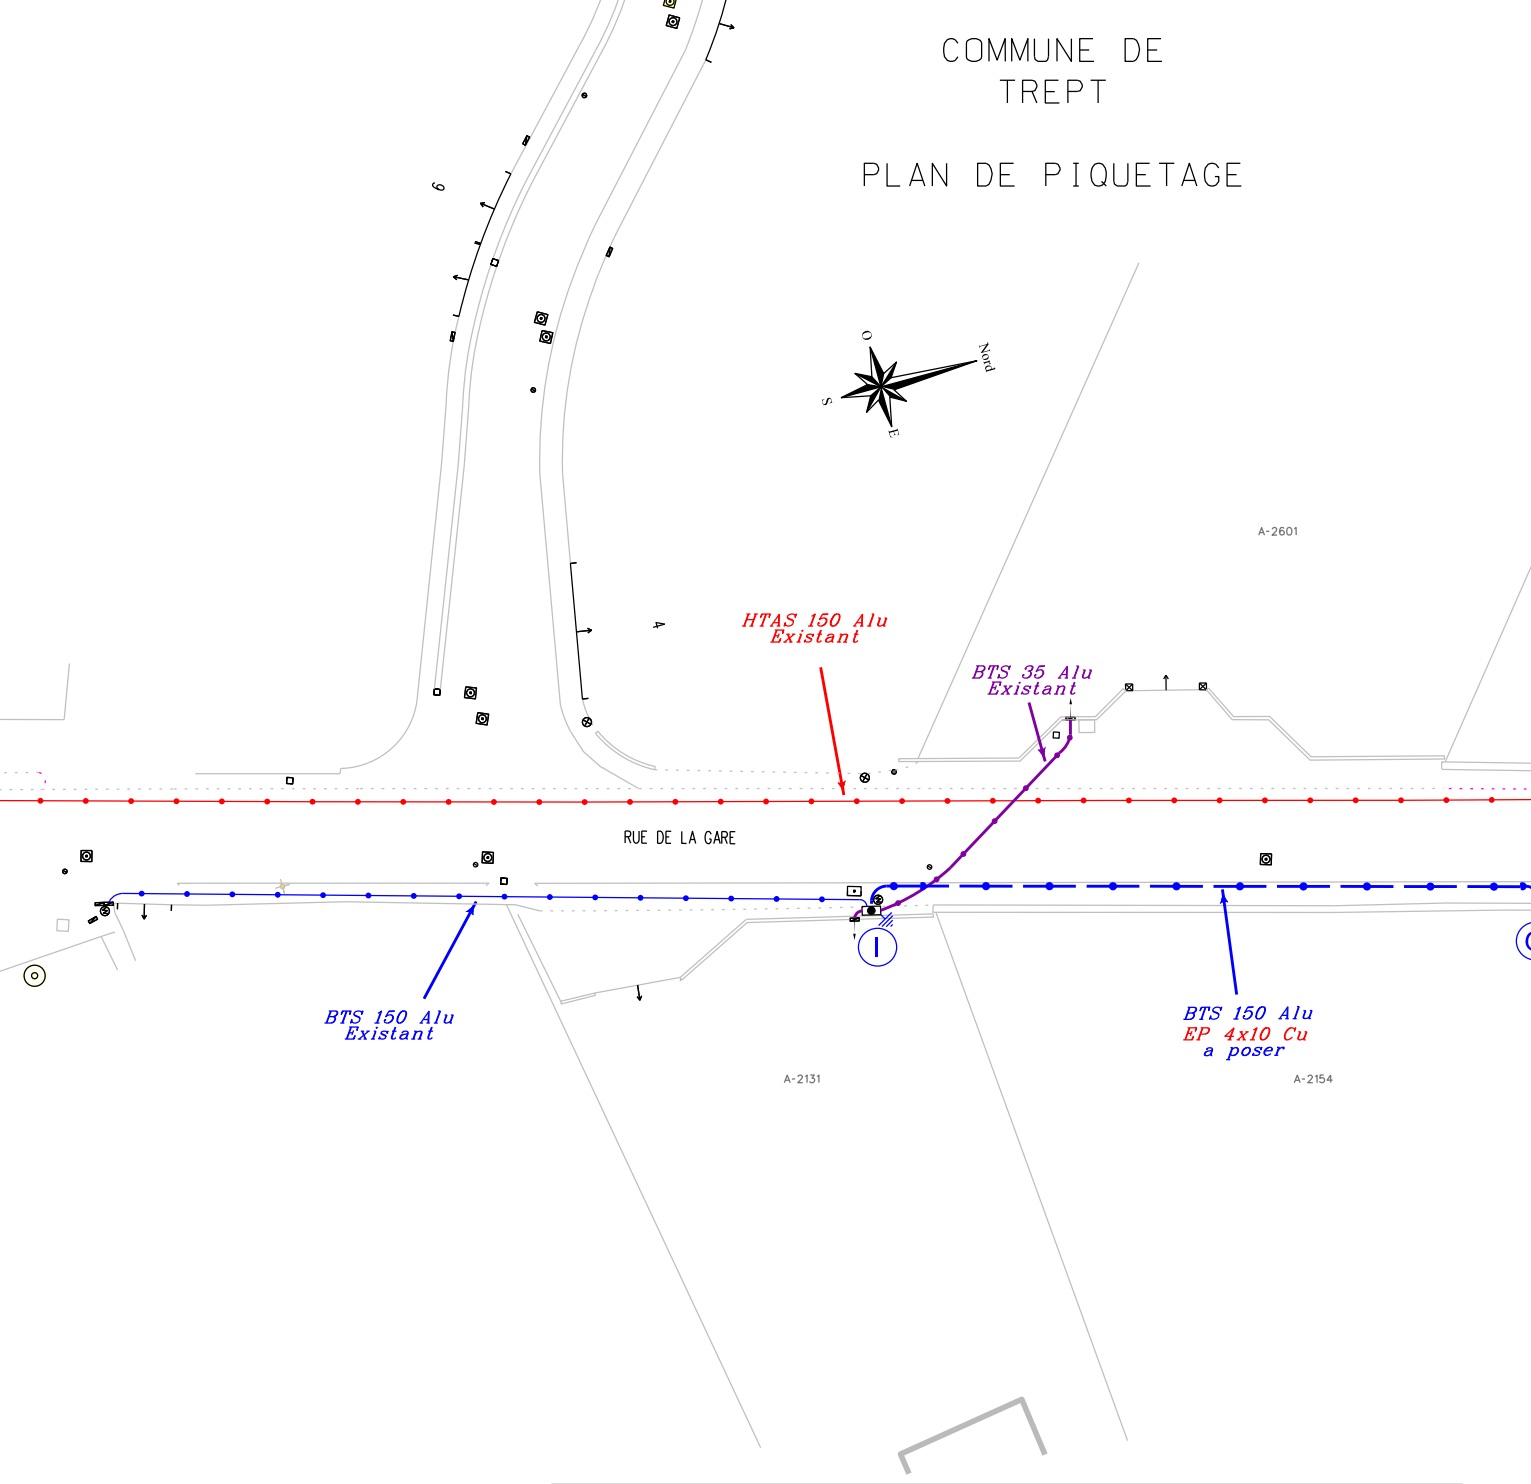 COMMUNE DE
TREPT
PLAN DE PIQUETAGE
9
O
Nord
S
E
A-2601
HTAS 150 Alu
Existant
4
BTS 35 Alu
Existant
RUE DE LA GARE
I
BTS 150 Alu
Existant
BTS 150 Alu
EP 4x10 Cu
a poser
A-2131
A-2154